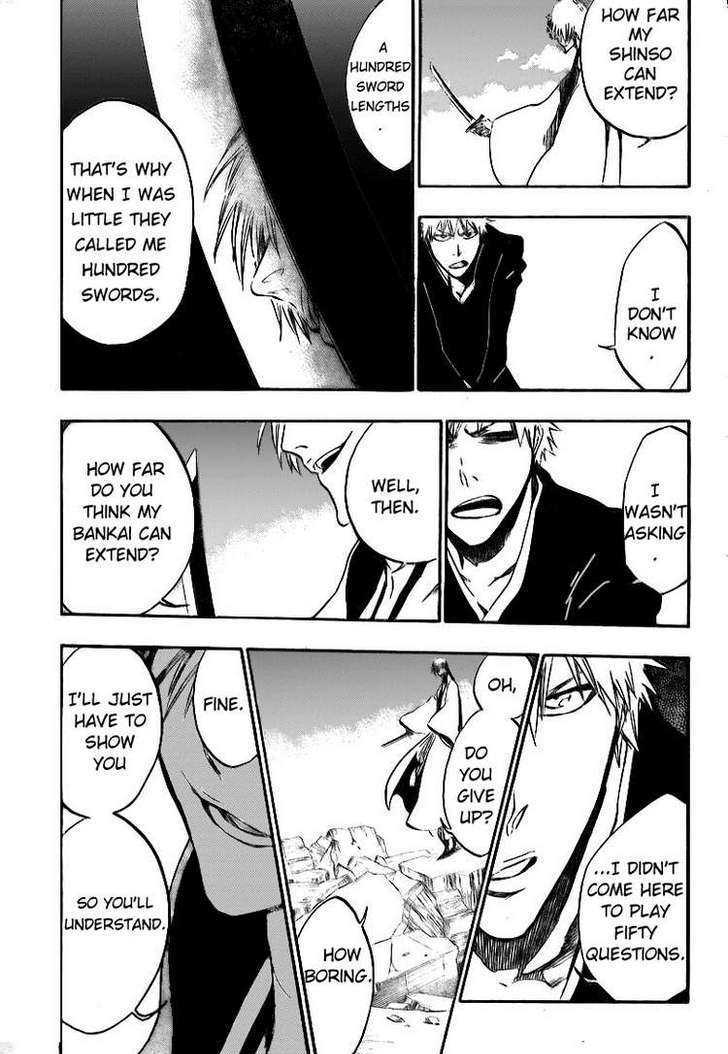 HOW FAR
MY
SHINSO
CAN
EXTEND?
I
DON'T
KNOW
.
A
HUNDRED
SWORD
LENGTHS
.
THAT'S WHY
WHEN I WAS
LITTLE THEY
CALLED ME
HUNDRED
SWORDS.
I
WASN'T
ASKING
.
WELL,
THEN.
HOW FAR
DO YOU
THINK MY
BANKAI CAN
EXTEND?
...I DIDN'T
COME HERE
TO PLAY
FIFTY
QUESTIONS.
OH,
DO
YOU
GIVE
UP?
HOW
BORING.
FINE.
I'LL JUST
HAVE TO
SHOW
YOU
SO YOU'LL
UNDERSTAND.